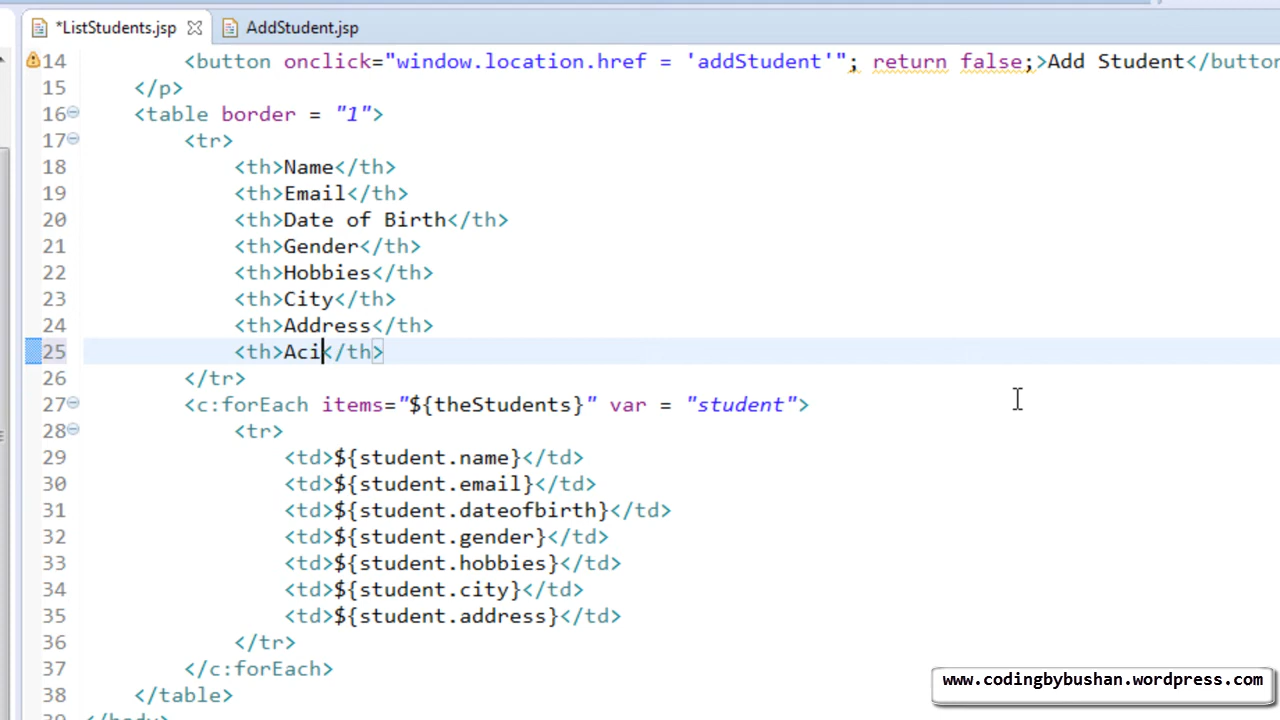 *ListStudents.jsp AddStudent.jsp
14 <button onclick="window.location.href = 'addStudent'"; return false;>Add Student</button
15 </p>
16 <table border = "1">
17 <tr>
18 <th>Name</th>
19 <th>Email</th>
20 <th>Date of Birth</th>
21 <th>Gender</th>
22 <th>Hobbies</th>
23 <th>City</th>
24 <th>Address</th>
25 <th>Aci</th>
26 </tr>
27 <c:forEach items="${theStudents}" var = "student">
28 <tr>
29 <td>${student.name}</td>
30 <td>${student.email}</td>
31 <td>${student.dateofbirth}</td>
32 <td>${student.gender}</td>
33 <td>${student.hobbies}</td>
34 <td>${student.city}</td>
35 <td>${student.address}</td>
36 </tr>
37 </c:forEach>
38 </table>
39 </body>
www.codingbybushan.wordpress.com